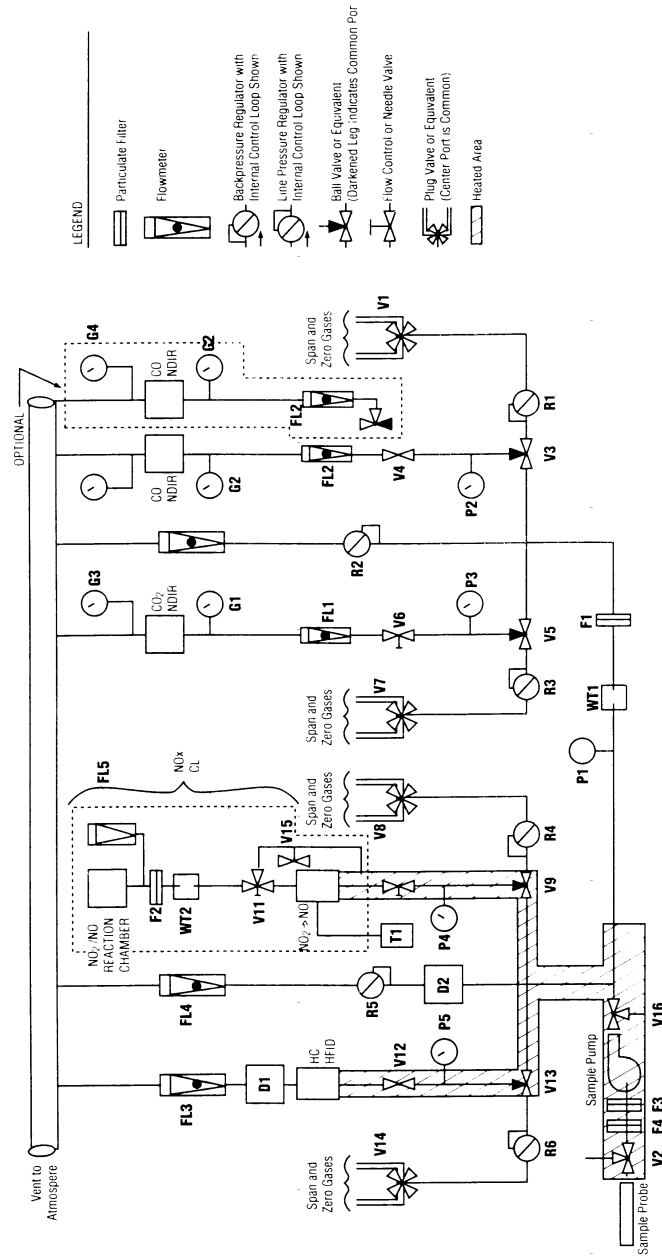 Vent to
Atmospere
OPTIONAL
G4
G3
CO
NDIR
CO
NDIR
CO2
NDIR
G2
G2
G1
FL2
FL2
FL1
V4
V6
P2
P3
V3
V5
R1
R2
R3
Span and
Zero Gases
V1
Span and
Zero Gases
V7
Span and
Zero Gases
V8
NOx
CL
FL5
NO2/NO
REACTION
CHAMBER
F2
WT2
V11
V15
NO2→NO
T1
P4
V9
R4
FL4
R5
D2
FL3
D1
HC
HFID
V12
P5
V13
V14
Span and
Zero Gases
R6
P1
WT1
F1
Sample Probe
V2
F4
F3
Sample Pump
V16
LEGEND
Particulate Filter
Flowmeter
Backpressure Regulator with
Internal Control Loop Shown
Line Pressure Regulator with
Internal Control Loop Shown
Ball Valve or Equivalent
(Darkened Leg Indicates Common Por
Flow Control or Needle Valve
Plug Valve or Equivalent
(Center Port is Common)
Heated Area